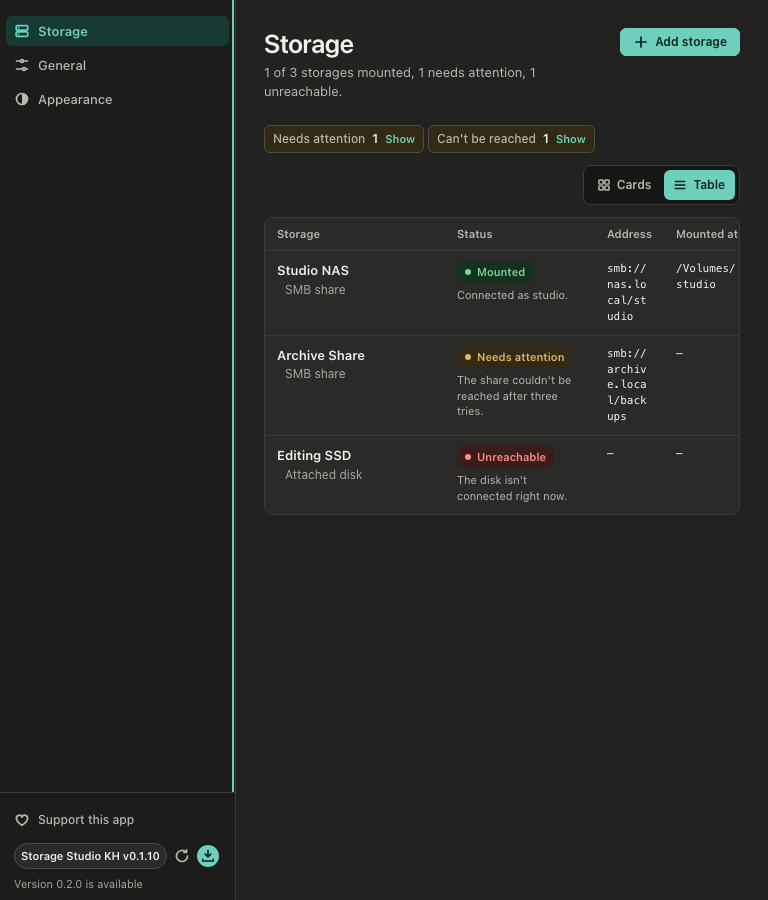 Storage
General
Appearance
Support this app
Storage Studio KH v0.1.10
Version 0.2.0 is available
Storage
Add storage
1 of 3 storages mounted, 1 needs attention, 1
unreachable.
Needs attention 1 Show
Can't be reached 1 Show
Cards
Table
Storage Status Address Mounted at
Studio NAS
SMB share
Mounted
Connected as studio.
smb://
nas.lo
cal/st
udio
/Volumes/
studio
Archive Share
SMB share
Needs attention
The share couldn't be
reached after three
tries.
smb://
archiv
e.loca
l/back
ups
–
Editing SSD
Attached disk
Unreachable
The disk isn't
connected right now.
–
–